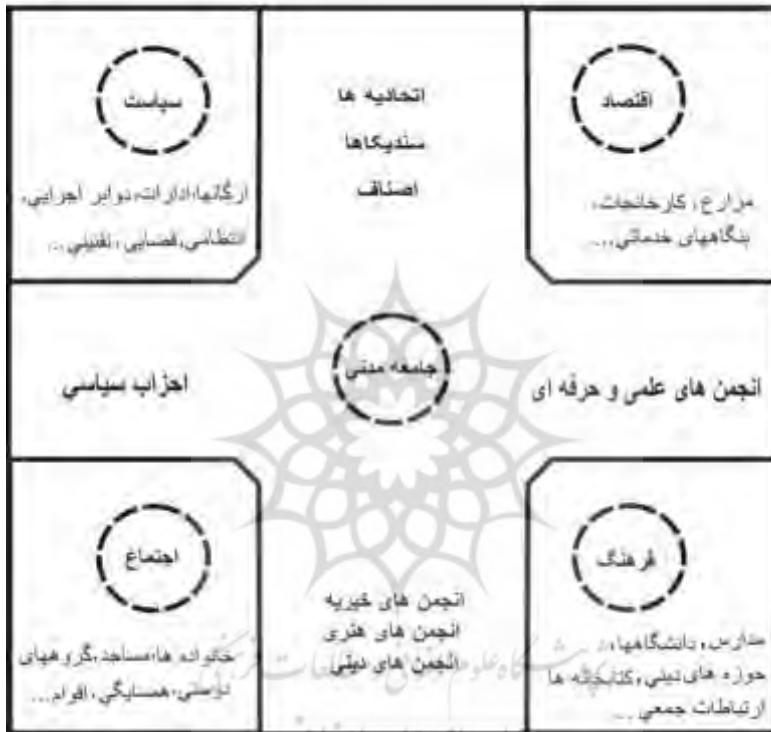 اقتصاد
مزارع، کارخانجات،
بنگاههای خدماتی،...
اتحادیه ها
سندیکاها
اصناف
سیاست
ارگانها،ادارات،دوایر اجرایی،
انتظامی،قضایی،تقنینی...
انجمن های علمی و حرفه ای
جامعه مدنی
احزاب سیاسی
فرهنگ
مدارس، دانشگاهها،
حوزه های دینی، کتابخانه ها
ارتباطات جمعی ...
انجمن های خیریه
انجمن های هنری
انجمن های دینی
اجتماع
خانواده ها،مساجد،گروههای
دوستی، همسایگی، اقوام...